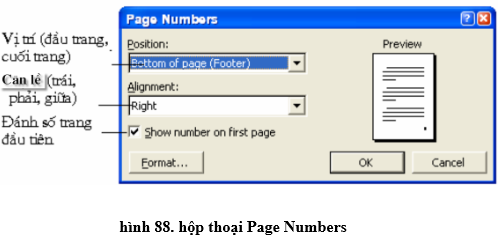 Page Numbers
Vị trí (đầu trang,
cuối trang)
Position:
Bottom of page (Footer)
Preview
Căn lề (trái,
phải, giữa)
Alignment:
Right
Đánh số trang
đầu tiên
Show number on first page
Format...
OK
Cancel
hình 88. hộp thoại Page Numbers